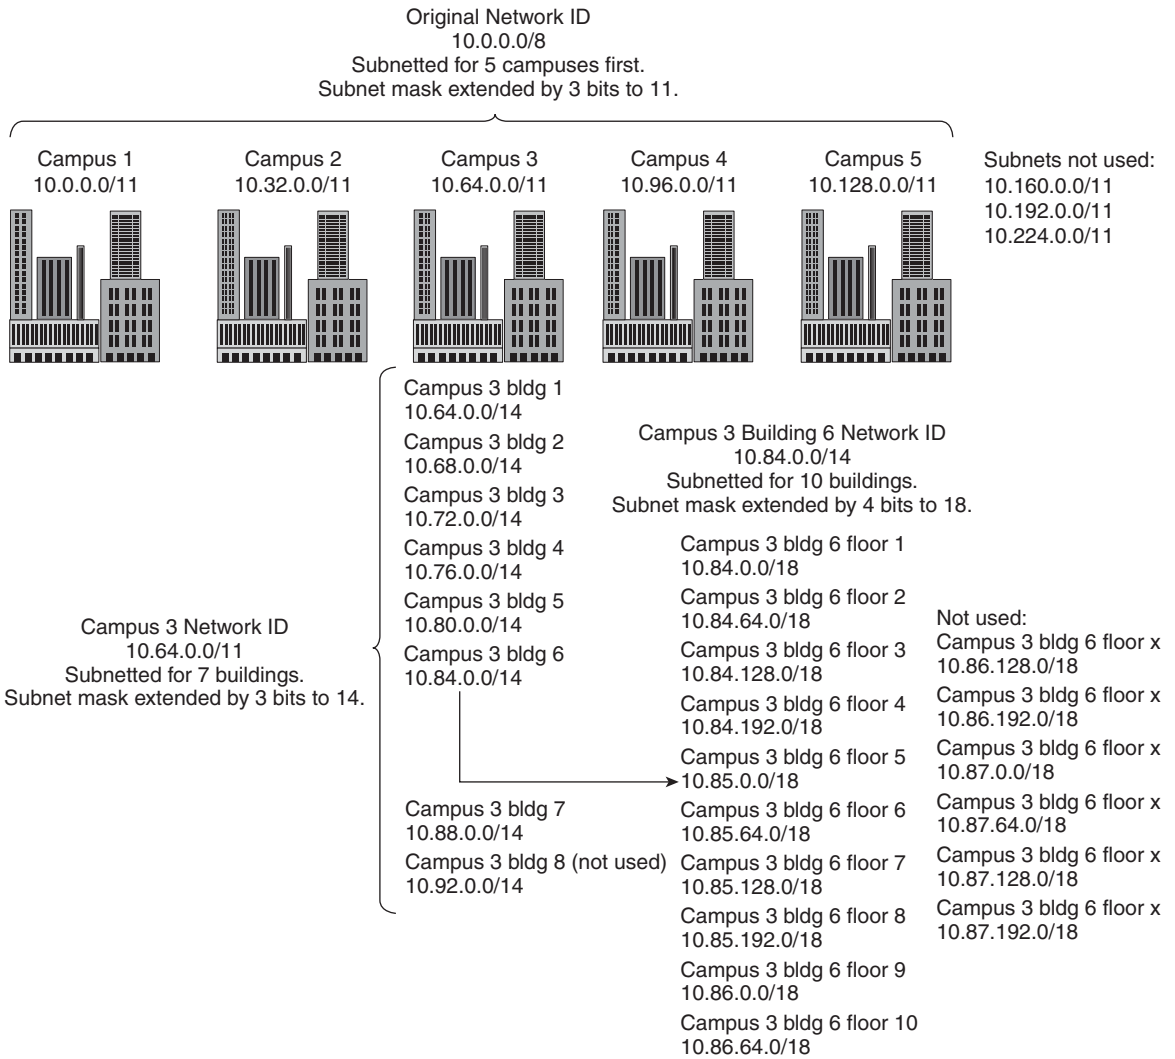 Original Network ID
10.0.0.0/8
Subnetted for 5 campuses first.
Subnet mask extended by 3 bits to 11.
Campus 1
10.0.0.0/11
Campus 2
10.32.0.0/11
Campus 3
10.64.0.0/11
Campus 4
10.96.0.0/11
Campus 5
10.128.0.0/11
Subnets not used:
10.160.0.0/11
10.192.0.0/11
10.224.0.0/11
Campus 3 Network ID
10.64.0.0/11
Subnetted for 7 buildings.
Subnet mask extended by 3 bits to 14.
Campus 3 bldg 1
10.64.0.0/14
Campus 3 bldg 2
10.68.0.0/14
Campus 3 bldg 3
10.72.0.0/14
Campus 3 bldg 4
10.76.0.0/14
Campus 3 bldg 5
10.80.0.0/14
Campus 3 bldg 6
10.84.0.0/14
Campus 3 bldg 7
10.88.0.0/14
Campus 3 bldg 8 (not used)
10.92.0.0/14
Campus 3 Building 6 Network ID
10.84.0.0/14
Subnetted for 10 buildings.
Subnet mask extended by 4 bits to 18.
Campus 3 bldg 6 floor 1
10.84.0.0/18
Campus 3 bldg 6 floor 2
10.84.64.0/18
Campus 3 bldg 6 floor 3
10.84.128.0/18
Campus 3 bldg 6 floor 4
10.84.192.0/18
Campus 3 bldg 6 floor 5
10.85.0.0/18
Campus 3 bldg 6 floor 6
10.85.64.0/18
Campus 3 bldg 6 floor 7
10.85.128.0/18
Campus 3 bldg 6 floor 8
10.85.192.0/18
Campus 3 bldg 6 floor 9
10.86.0.0/18
Campus 3 bldg 6 floor 10
10.86.64.0/18
Not used:
Campus 3 bldg 6 floor x
10.86.128.0/18
Campus 3 bldg 6 floor x
10.86.192.0/18
Campus 3 bldg 6 floor x
10.87.0.0/18
Campus 3 bldg 6 floor x
10.87.64.0/18
Campus 3 bldg 6 floor x
10.87.128.0/18
Campus 3 bldg 6 floor x
10.87.192.0/18